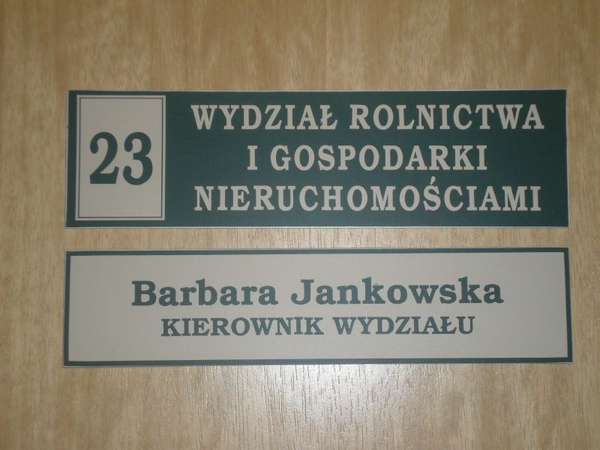 23
WYDZIAŁ ROLNICTWA
I GOSPODARKI
NIERUCHOMOŚCIAMI
Barbara Jankowska
KIEROWNIK WYDZIAŁU